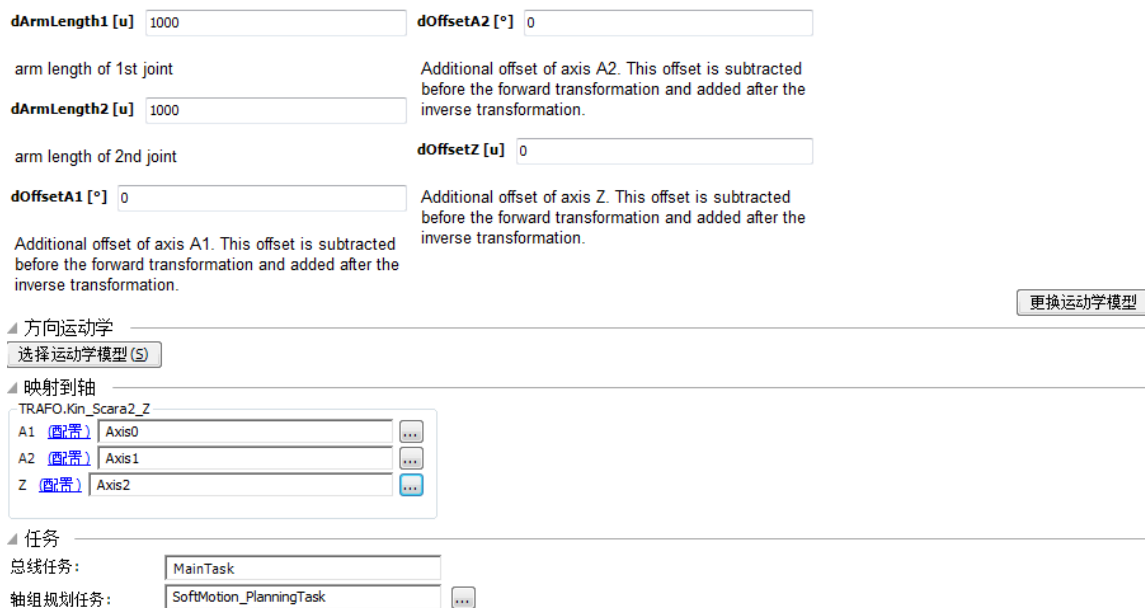 dArmLength1 [u] 1000
arm length of 1st joint
dArmLength2 [u] 1000
arm length of 2nd joint
dOffsetA1 [°] 0
Additional offset of axis A1. This offset is subtracted
before the forward transformation and added after the
inverse transformation.
dOffsetA2 [°] 0
Additional offset of axis A2. This offset is subtracted
before the forward transformation and added after the
inverse transformation.
dOffsetZ [u] 0
Additional offset of axis Z. This offset is subtracted
before the forward transformation and added after the
inverse transformation.
更换运动学模型
方向运动学
选择运动学模型(S)
映射到轴
TRAFO.Kin_Scara2_Z
A1 (配置) Axis0 ...
A2 (配置) Axis1 ...
Z (配置) Axis2 ...
任务
总线任务: MainTask
轴组规划任务: SoftMotion_PlanningTask ...